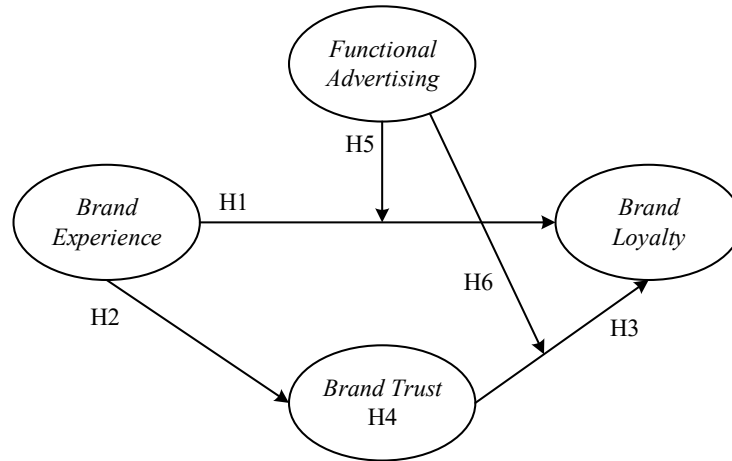 Functional
Advertising
H5
H1
Brand
Experience
Brand
Loyalty
H6
H2
H3
Brand Trust
H4